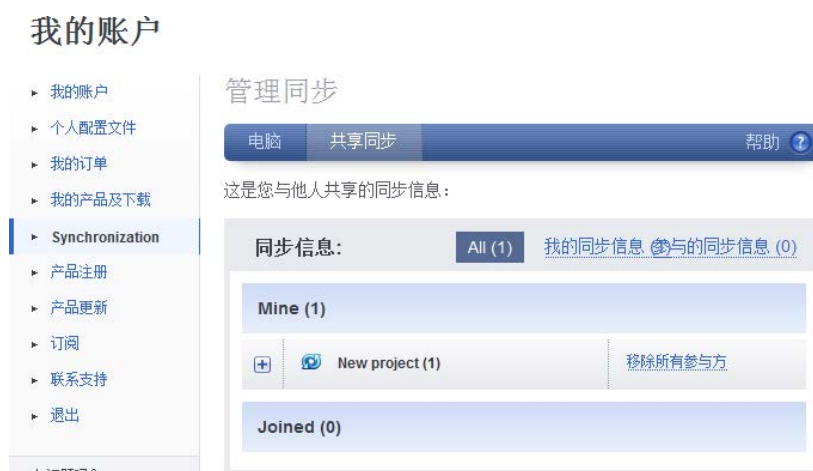 我的账户
我的账户
个人配置文件
我的订单
我的产品及下载
Synchronization
产品注册
产品更新
订阅
联系支持
退出
管理同步
电脑 共享同步 帮助 ?
这是您与他人共享的同步信息：
同步信息: All (1) 我的同步信息 参与的同步信息 (0)
Mine (1)
New project (1) 移除所有参与方
Joined (0)